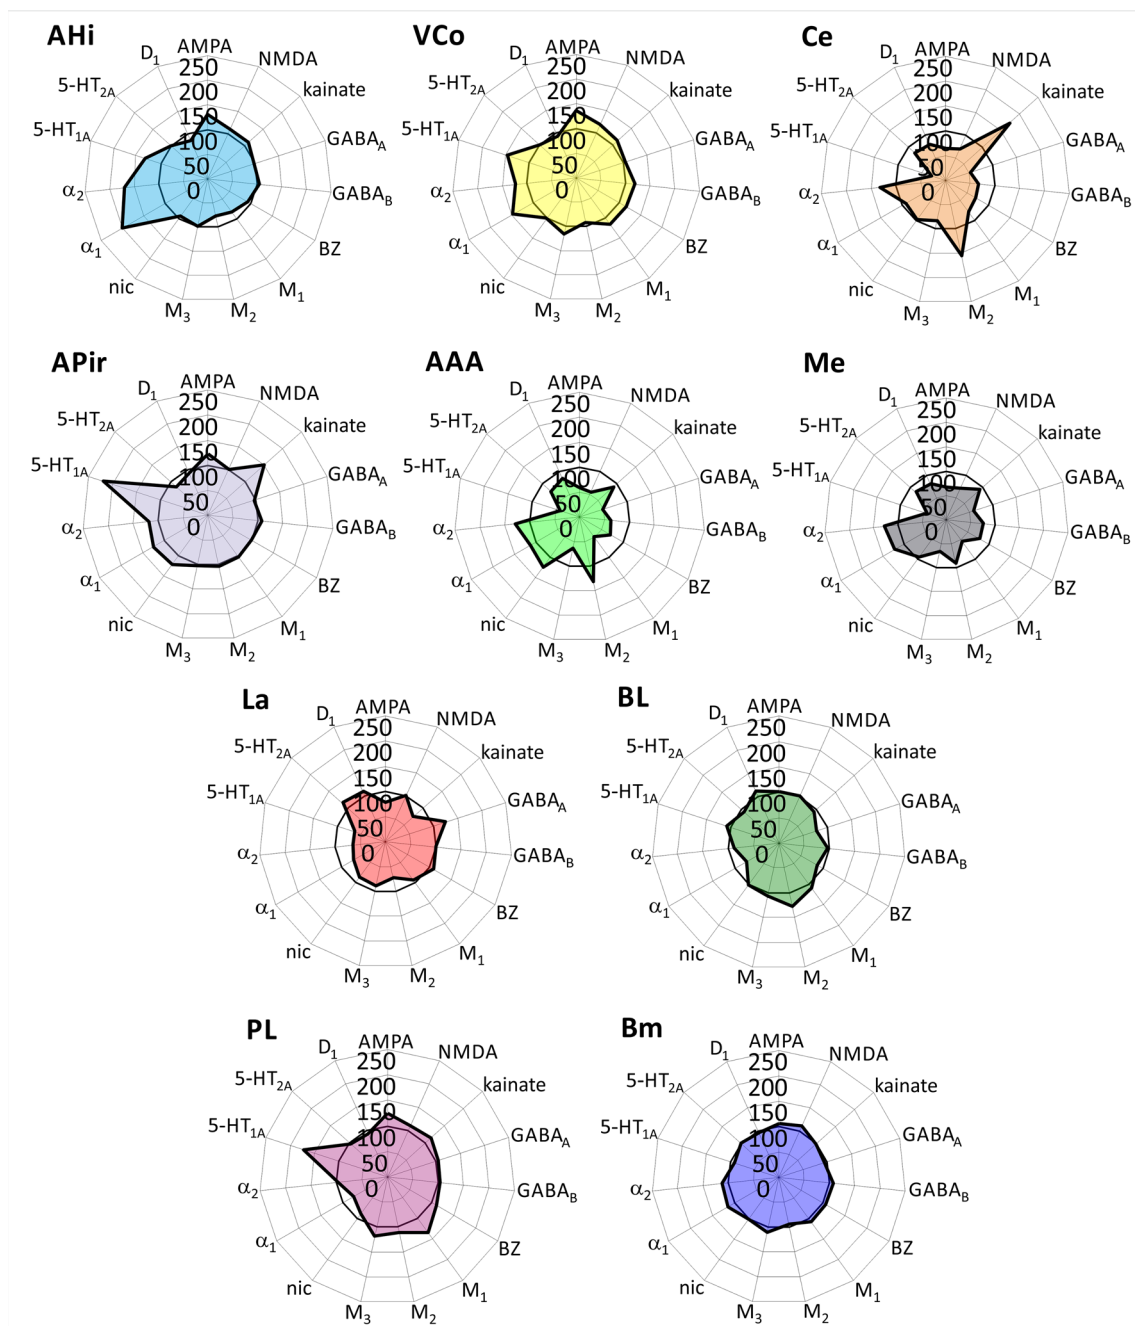 AHi
AMPA
D1
NMDA
5-HT2A
kainate
5-HT1A
GABAA
α2
GABAB
α1
BZ
nic
M1
M3
M2
250
200
150
100
50
0
VCo
AMPA
D1
NMDA
5-HT2A
kainate
5-HT1A
GABAA
α2
GABAB
α1
BZ
nic
M1
M3
M2
250
200
150
100
50
0
Ce
AMPA
D1
NMDA
5-HT2A
kainate
5-HT1A
GABAA
α2
GABAB
α1
BZ
nic
M1
M3
M2
250
200
150
100
50
0
APir
AMPA
D1
NMDA
5-HT2A
kainate
5-HT1A
GABAA
α2
GABAB
α1
BZ
nic
M1
M3
M2
250
200
150
100
50
0
AAA
AMPA
D1
NMDA
5-HT2A
kainate
5-HT1A
GABAA
α2
GABAB
α1
BZ
nic
M1
M3
M2
250
200
150
100
50
0
Me
AMPA
D1
NMDA
5-HT2A
kainate
5-HT1A
GABAA
α2
GABAB
α1
BZ
nic
M1
M3
M2
250
200
150
100
50
0
La
AMPA
D1
NMDA
5-HT2A
kainate
5-HT1A
GABAA
α2
GABAB
α1
BZ
nic
M1
M3
M2
250
200
150
100
50
0
BL
AMPA
D1
NMDA
5-HT2A
kainate
5-HT1A
GABAA
α2
GABAB
α1
BZ
nic
M1
M3
M2
250
200
150
100
50
0
PL
AMPA
D1
NMDA
5-HT2A
kainate
5-HT1A
GABAA
α2
GABAB
α1
BZ
nic
M1
M3
M2
250
200
150
100
50
0
Bm
AMPA
D1
NMDA
5-HT2A
kainate
5-HT1A
GABAA
α2
GABAB
α1
BZ
nic
M1
M3
M2
250
200
150
100
50
0